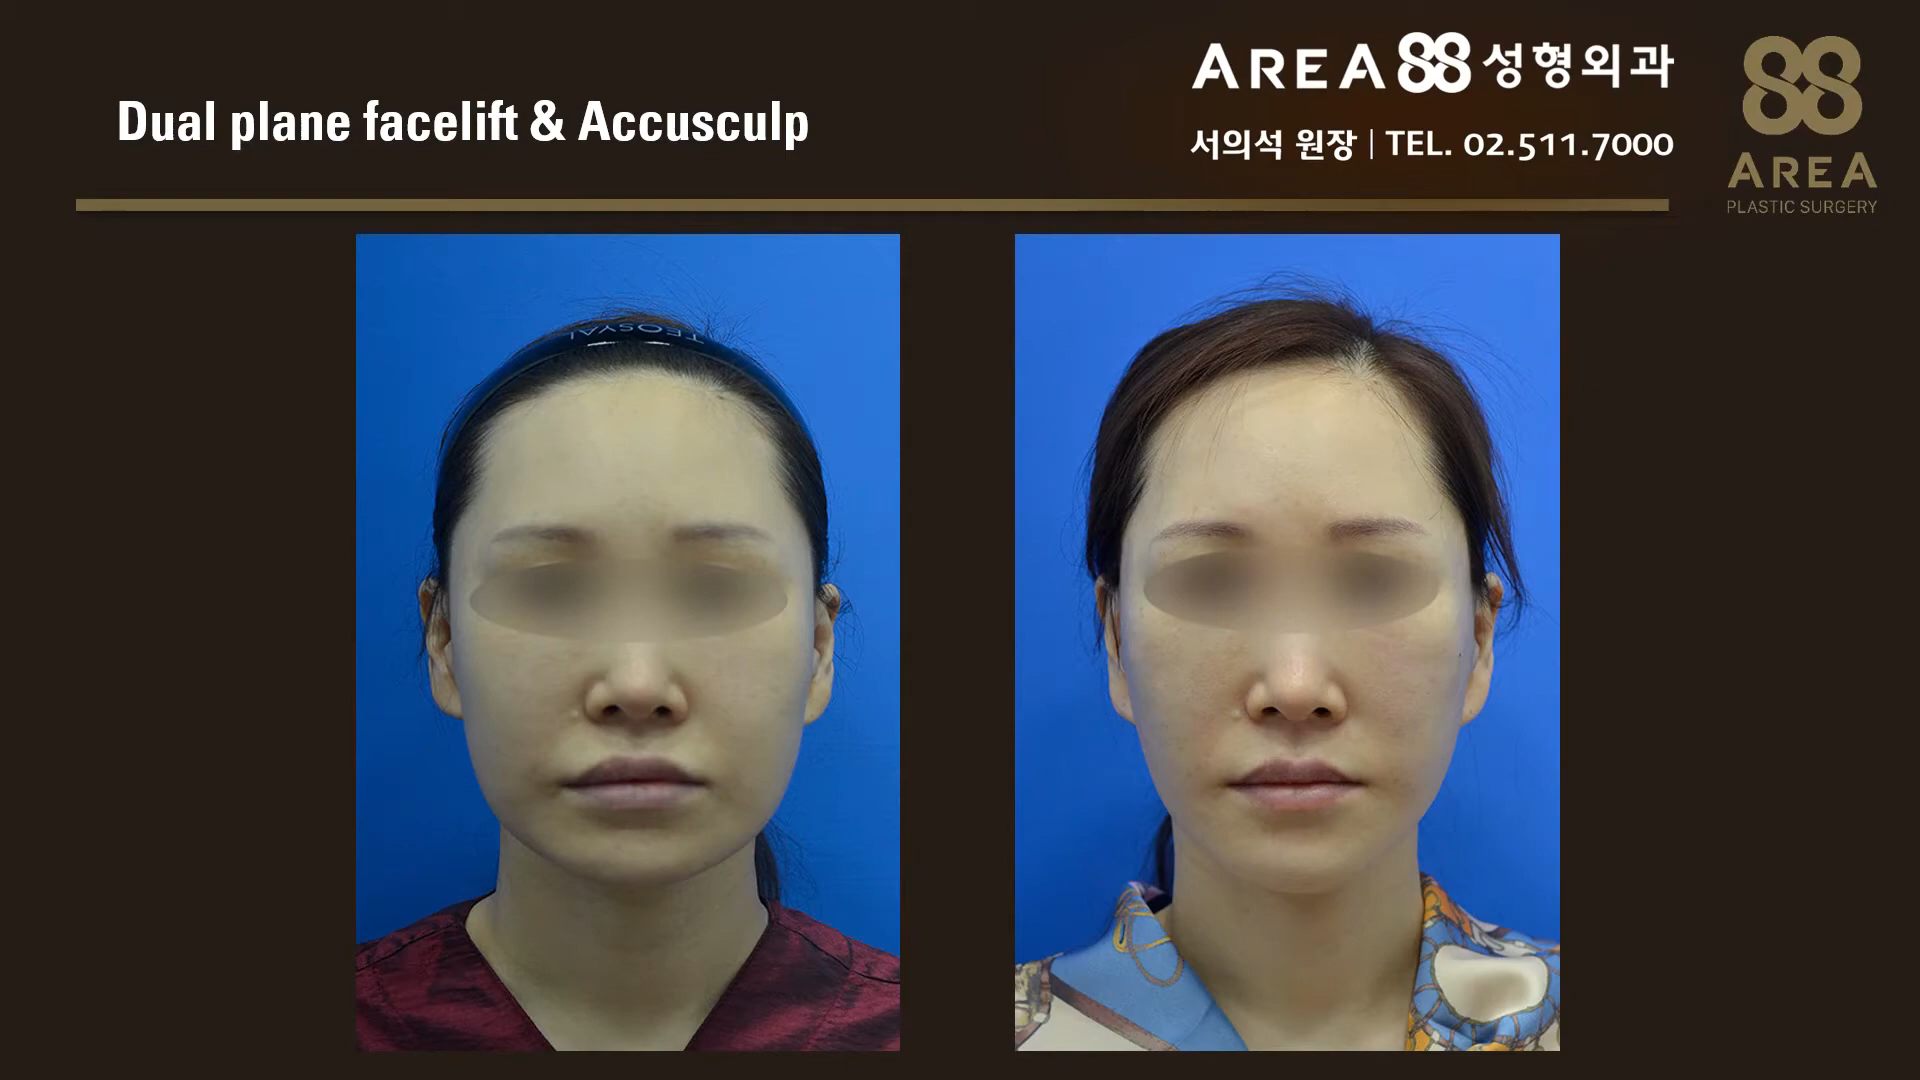 Dual plane facelift & Accusculp
AREA 88 성형외과
서의석 원장 | TEL. 02.511.7000
88
AREA
PLASTIC SURGERY
TEOSYAL